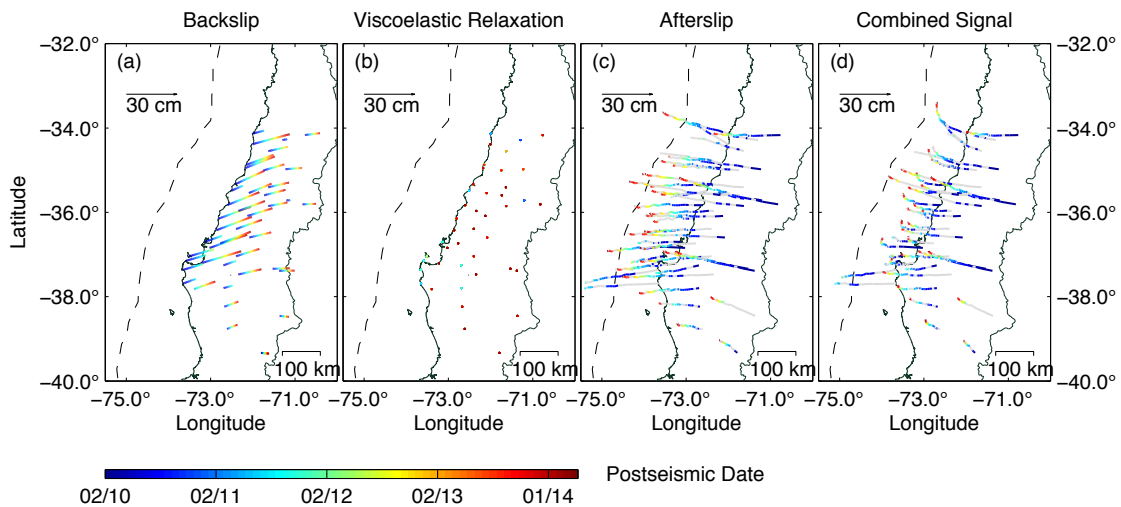 Backslip Viscoelastic Relaxation Afterslip Combined Signal
−32.0° (a) (b) (c) (d) −32.0°
30 cm 30 cm 30 cm 30 cm
−34.0° −34.0°
Latitude
−36.0° −36.0°
−38.0° −38.0°
100 km 100 km 100 km 100 km
−40.0° −40.0°
−75.0° −73.0° −71.0° −75.0° −73.0° −71.0° −75.0° −73.0° −71.0° −75.0° −73.0° −71.0°
Longitude Longitude Longitude Longitude
Postseismic Date
02/10 02/11 02/12 02/13 01/14